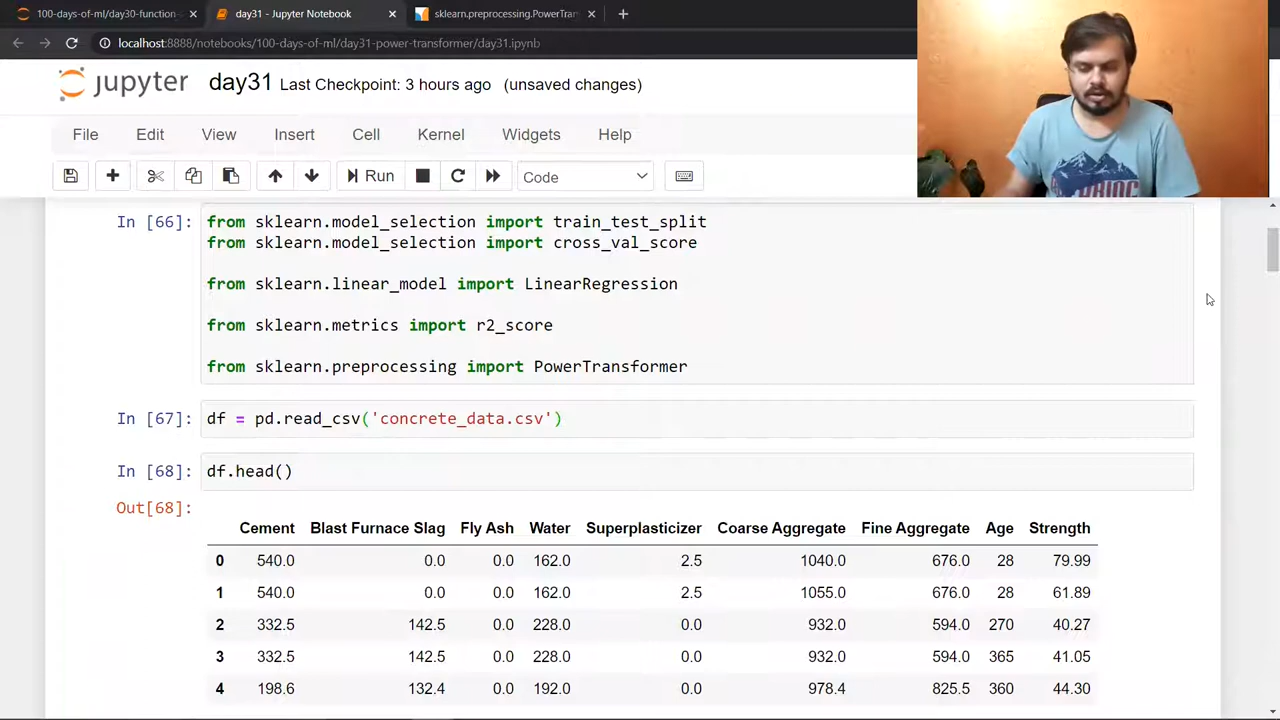 100-days-of-ml/day30-function-
day31 - Jupyter Notebook
sklearn.preprocessing.PowerTran
localhost:8888/notebooks/100-days-of-ml/day31-power-transformer/day31.ipynb
jupyter day31 Last Checkpoint: 3 hours ago (unsaved changes)
File Edit View Insert Cell Kernel Widgets Help
Run Code
In [66]: from sklearn.model_selection import train_test_split
from sklearn.model_selection import cross_val_score
from sklearn.linear_model import LinearRegression
from sklearn.metrics import r2_score
from sklearn.preprocessing import PowerTransformer
In [67]: df = pd.read_csv('concrete_data.csv')
In [68]: df.head()
Out[68]:
Cement Blast Furnace Slag Fly Ash Water Superplasticizer Coarse Aggregate Fine Aggregate Age Strength
0 540.0 0.0 0.0 162.0 2.5 1040.0 676.0 28 79.99
1 540.0 0.0 0.0 162.0 2.5 1055.0 676.0 28 61.89
2 332.5 142.5 0.0 228.0 0.0 932.0 594.0 270 40.27
3 332.5 142.5 0.0 228.0 0.0 932.0 594.0 365 41.05
4 198.6 132.4 0.0 192.0 0.0 978.4 825.5 360 44.30